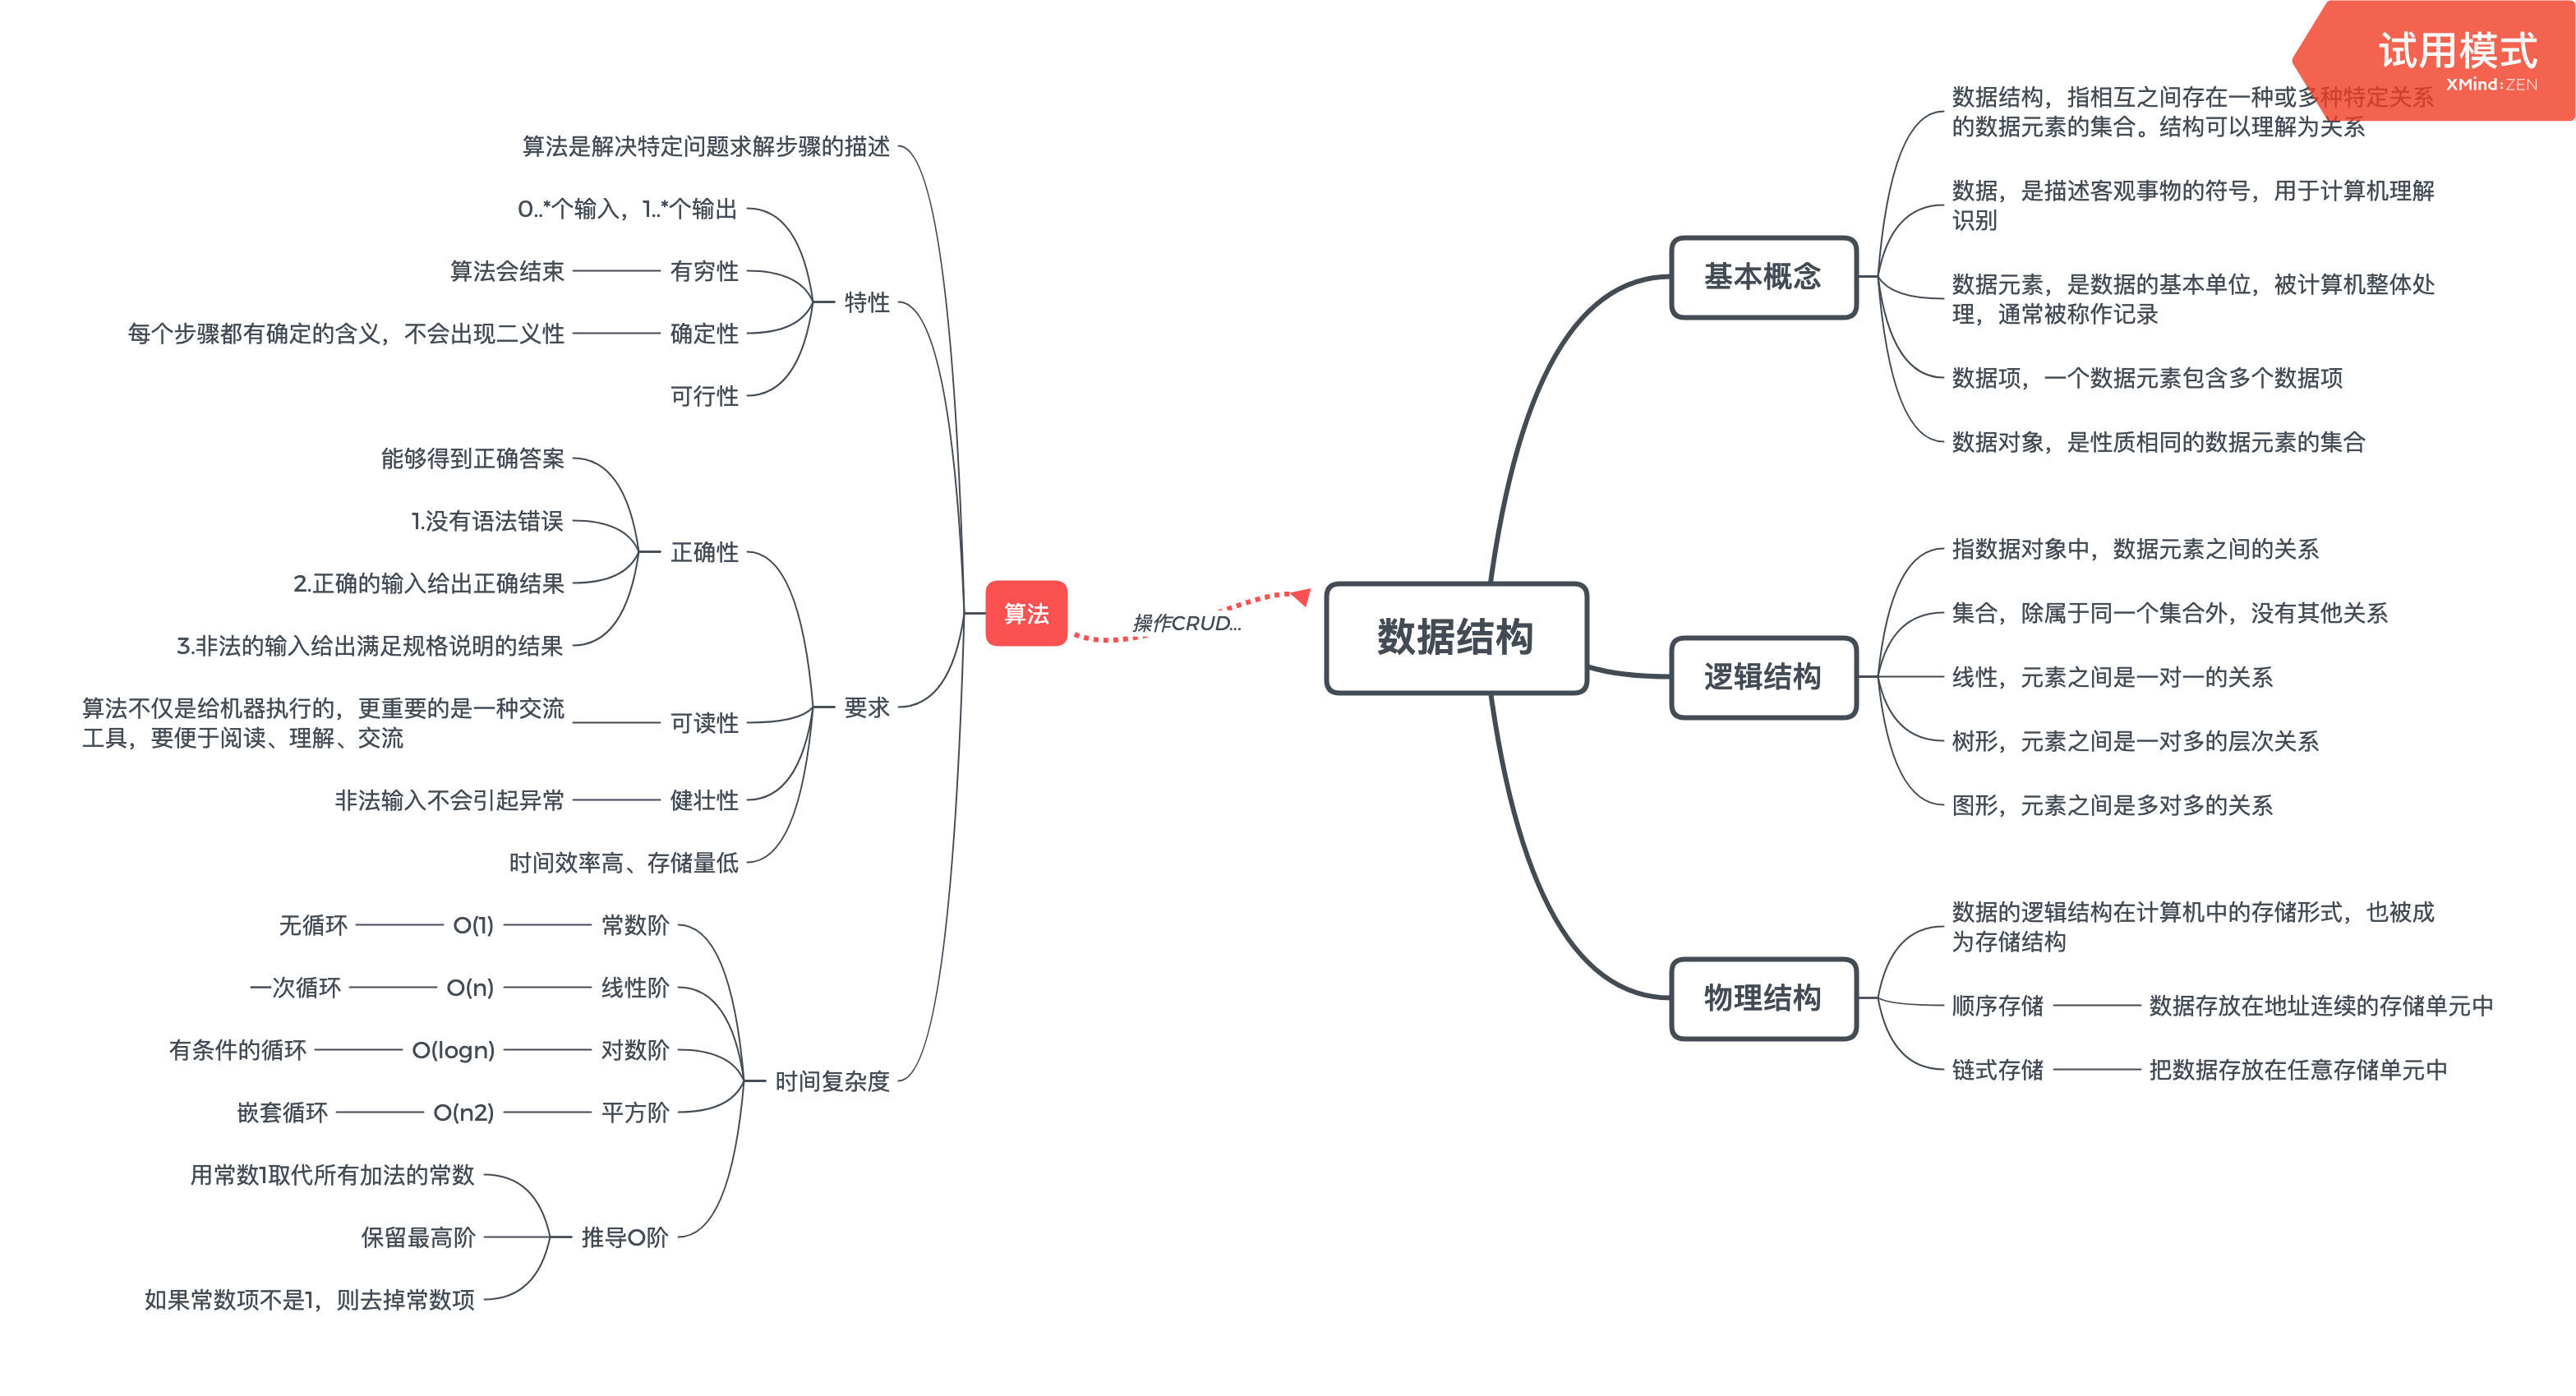 试用模式
XMind:ZEN
数据结构
基本概念
数据结构，指相互之间存在一种或多种特定关系
的数据元素的集合。结构可以理解为关系
数据，是描述客观事物的符号，用于计算机理解
识别
数据元素，是数据的基本单位，被计算机整体处
理，通常被称作记录
数据项，一个数据元素包含多个数据项
数据对象，是性质相同的数据元素的集合
逻辑结构
指数据对象中，数据元素之间的关系
集合，除属于同一个集合外，没有其他关系
线性，元素之间是一对一的关系
树形，元素之间是一对多的层次关系
图形，元素之间是多对多的关系
物理结构
数据的逻辑结构在计算机中的存储形式，也被成
为存储结构
顺序存储
数据存放在地址连续的存储单元中
链式存储
把数据存放在任意存储单元中
操作CRUD...
算法
算法是解决特定问题求解步骤的描述
特性
0..*个输入，1..*个输出
有穷性
算法会结束
确定性
每个步骤都有确定的含义，不会出现二义性
可行性
要求
正确性
能够得到正确答案
1.没有语法错误
2.正确的输入给出正确结果
3.非法的输入给出满足规格说明的结果
可读性
算法不仅是给机器执行的，更重要的是一种交流
工具，要便于阅读、理解、交流
健壮性
非法输入不会引起异常
时间效率高、存储量低
时间复杂度
常数阶
O(1)
无循环
线性阶
O(n)
一次循环
对数阶
O(logn)
有条件的循环
平方阶
O(n2)
嵌套循环
推导O阶
用常数1取代所有加法的常数
保留最高阶
如果常数项不是1，则去掉常数项